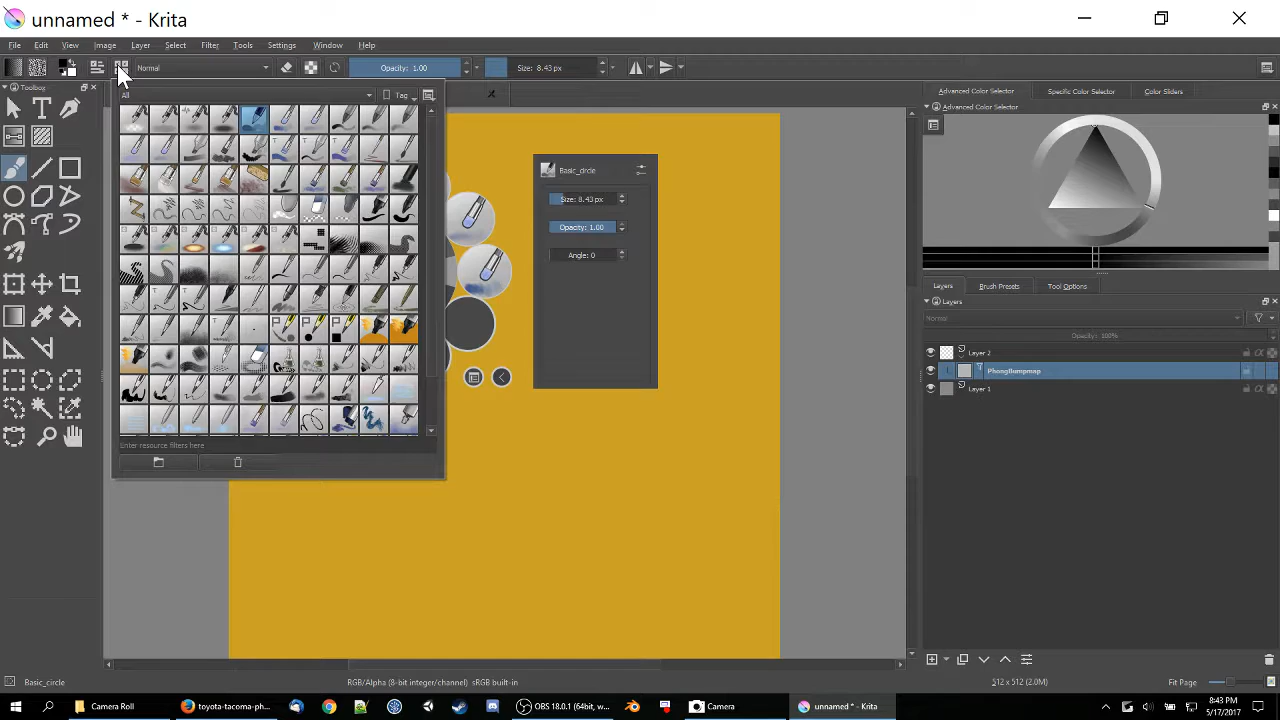 unnamed * - Krita
File Edit View Image Layer Select Filter Tools Settings Window Help
Normal Opacity: 1.00 Size: 8.43 px
Toolbox
All Tag
Advanced Color Selector Specific Color Selector Color Sliders
Advanced Color Selector
Basic_circle
Size: 8.43 px
Opacity: 1.00
Angle: 0
Layers Brush Presets Tool Options
Layers
Normal
Opacity: 100%
Layer 2
PhongBumpmap
Layer 1
Enter resource filters here
Basic_circle RGB/Alpha (8-bit integer/channel) sRGB built-in 512 x 512 (2.0M) Fit Page
Camera Roll toyota-tacoma-ph... OBS 18.0.1 (64bit, w... Camera unnamed * - Krita 8:43 PM
5/17/2017